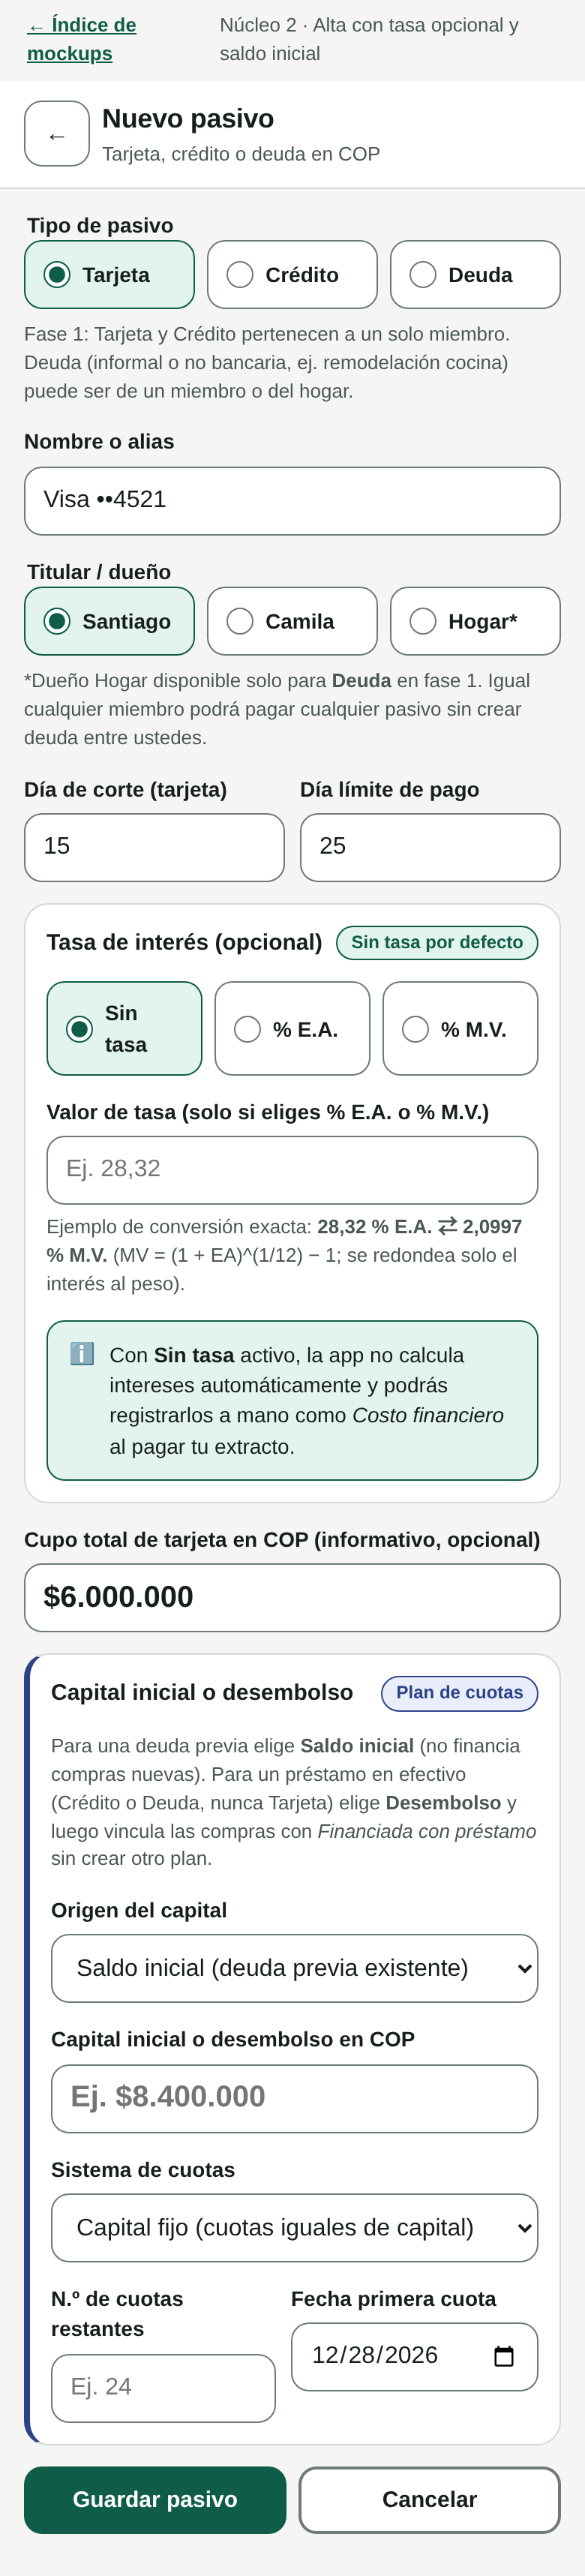 ← Índice de
mockups
Núcleo 2 · Alta con tasa opcional y
saldo inicial
←
Nuevo pasivo
Tarjeta, crédito o deuda en COP
Tipo de pasivo
Tarjeta
Crédito
Deuda
Fase 1: Tarjeta y Crédito pertenecen a un solo miembro.
Deuda (informal o no bancaria, ej. remodelación cocina)
puede ser de un miembro o del hogar.
Nombre o alias
Visa ••4521
Titular / dueño
Santiago
Camila
Hogar*
*Dueño Hogar disponible solo para Deuda en fase 1. Igual
cualquier miembro podrá pagar cualquier pasivo sin crear
deuda entre ustedes.
Día de corte (tarjeta)
Día límite de pago
15
25
Tasa de interés (opcional)
Sin tasa por defecto
Sin
tasa
% E.A.
% M.V.
Valor de tasa (solo si eliges % E.A. o % M.V.)
Ej. 28,32
Ejemplo de conversión exacta: 28,32 % E.A. ⇄ 2,0997
% M.V. (MV = (1 + EA)^(1/12) − 1; se redondea solo el
interés al peso).
ℹ️ Con Sin tasa activo, la app no calcula
intereses automáticamente y podrás
registrarlos a mano como Costo financiero
al pagar tu extracto.
Cupo total de tarjeta en COP (informativo, opcional)
$6.000.000
Capital inicial o desembolso
Plan de cuotas
Para una deuda previa elige Saldo inicial (no financia
compras nuevas). Para un préstamo en efectivo
(Crédito o Deuda, nunca Tarjeta) elige Desembolso y
luego vincula las compras con Financiada con préstamo
sin crear otro plan.
Origen del capital
Saldo inicial (deuda previa existente)
Capital inicial o desembolso en COP
Ej. $8.400.000
Sistema de cuotas
Capital fijo (cuotas iguales de capital)
N.º de cuotas
restantes
Ej. 24
Fecha primera cuota
12/28/2026
Guardar pasivo
Cancelar